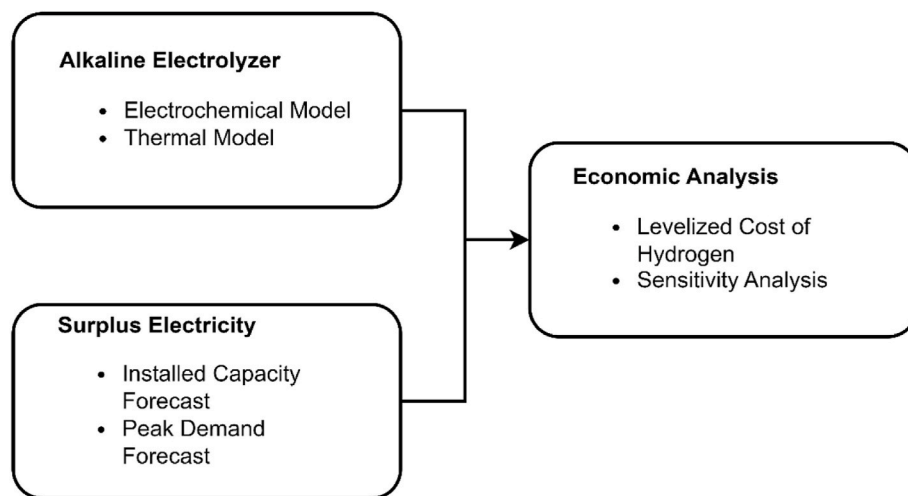 Alkaline Electrolyzer
• Electrochemical Model
• Thermal Model
Surplus Electricity
• Installed Capacity
Forecast
• Peak Demand
Forecast
Economic Analysis
• Levelized Cost of
Hydrogen
• Sensitivity Analysis